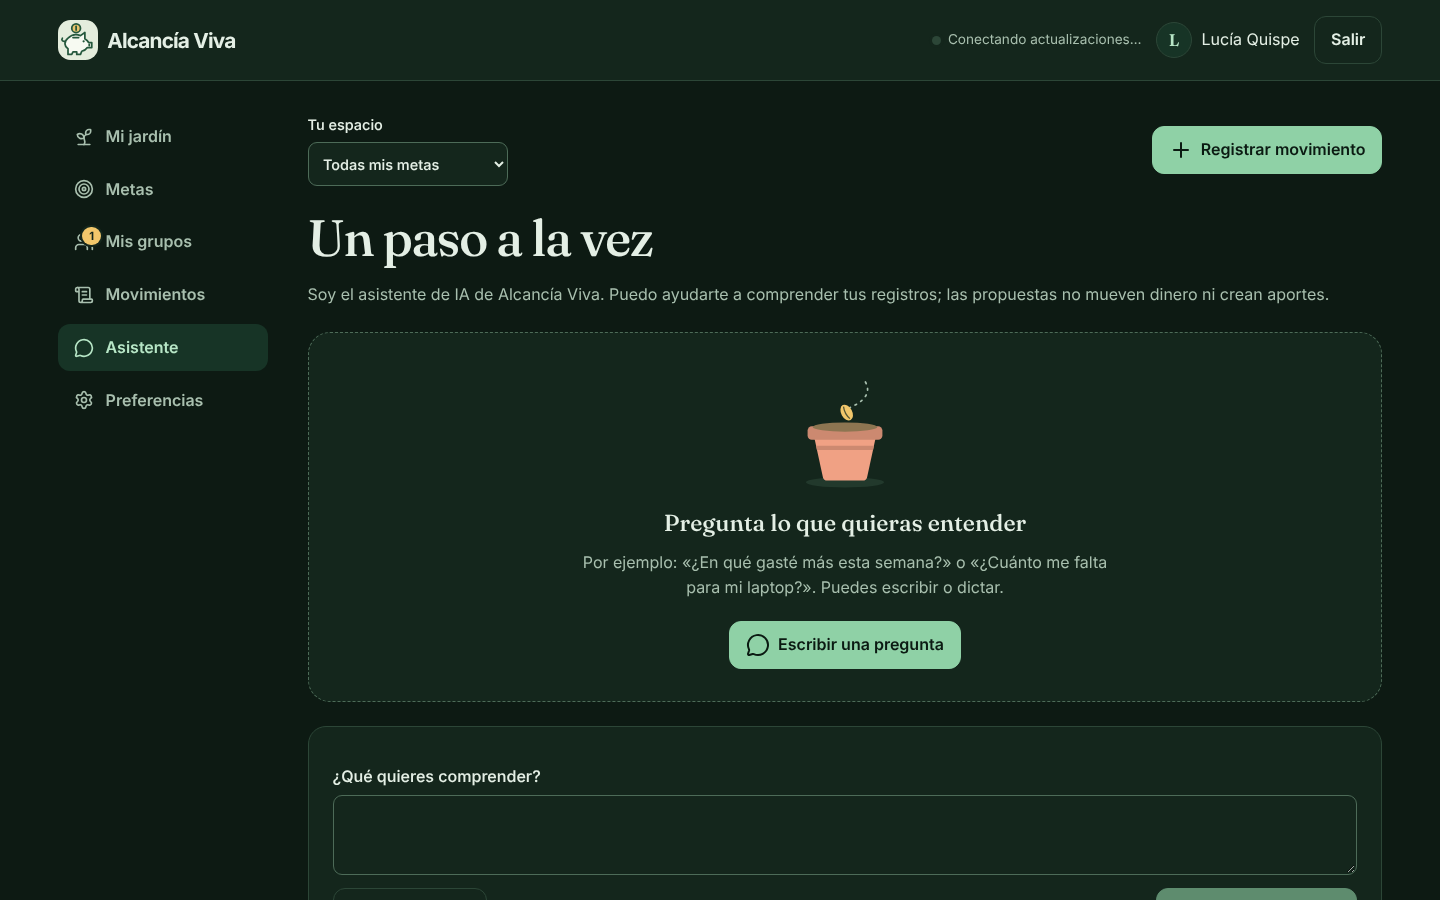 Alcancía Viva
Conectando actualizaciones...
L
Lucía Quispe
Salir
Mi jardín
Metas
1
Mis grupos
Movimientos
Asistente
Preferencias
Tu espacio
Todas mis metas
Registrar movimiento
Un paso a la vez
Soy el asistente de IA de Alcancía Viva. Puedo ayudarte a comprender tus registros; las propuestas no mueven dinero ni crean aportes.
Pregunta lo que quieras entender
Por ejemplo: «¿En qué gasté más esta semana?» o «¿Cuánto me falta
para mi laptop?». Puedes escribir o dictar.
Escribir una pregunta
¿Qué quieres comprender?